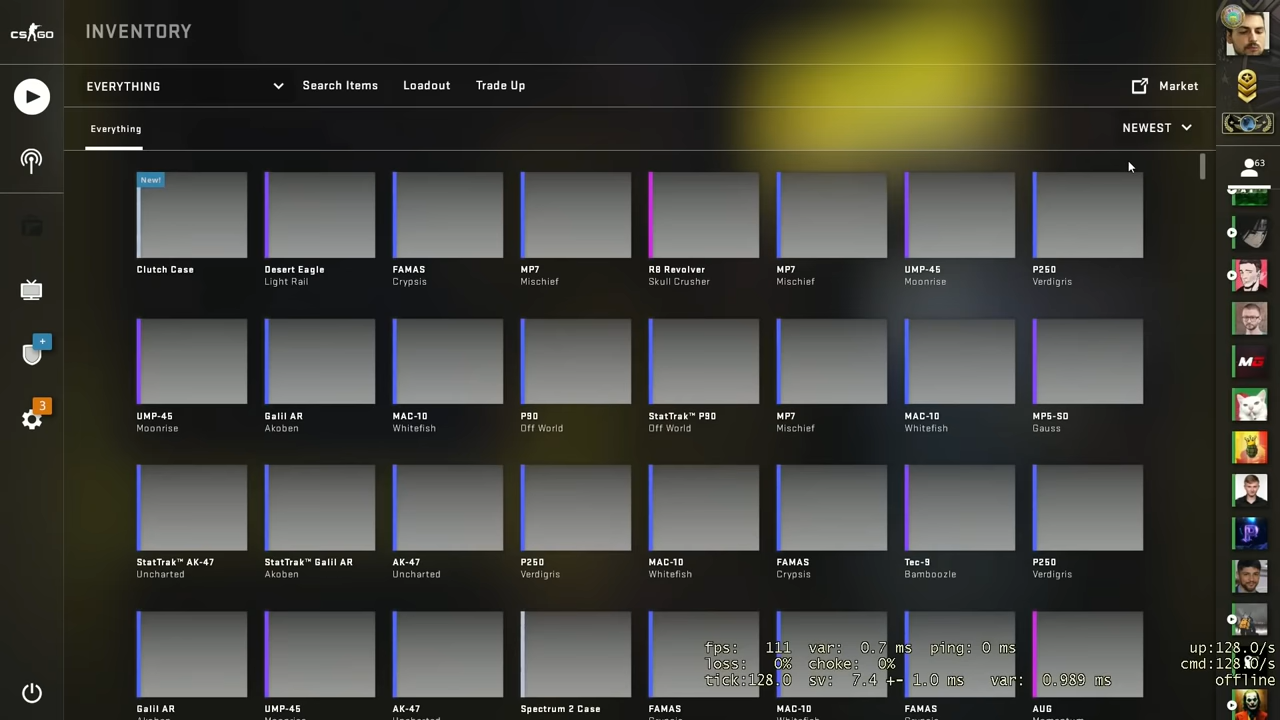 CS GO
INVENTORY
EVERYTHING
Search Items
Loadout
Trade Up
Market
Everything
NEWEST
63
New!
Clutch Case
Desert Eagle
Light Rail
FAMAS
Crypsis
MP7
Mischief
R8 Revolver
Skull Crusher
MP7
Mischief
UMP-45
Moonrise
P250
Verdigris
UMP-45
Moonrise
Galil AR
Akoben
MAC-10
Whitefish
P90
Off World
StatTrak™ P90
Off World
MP7
Mischief
MAC-10
Whitefish
MP5-SD
Gauss
+
3
StatTrak™ AK-47
Uncharted
StatTrak™ Galil AR
Akoben
AK-47
Uncharted
P250
Verdigris
MAC-10
Whitefish
FAMAS
Crypsis
Tec-9
Bamboozle
P250
Verdigris
MG
P
fps: 111 var: 0.7 ms ping: 0 ms
loss: 0% choke: 0%
tick:128.0 sv: 7.4 +- 1.0 ms var: 0.989 ms
up:128.0/s
cmd:128.0/s
offline
Galil AR
UMP-45
AK-47
Spectrum 2 Case
FAMAS
MAC-10
FAMAS
AUG